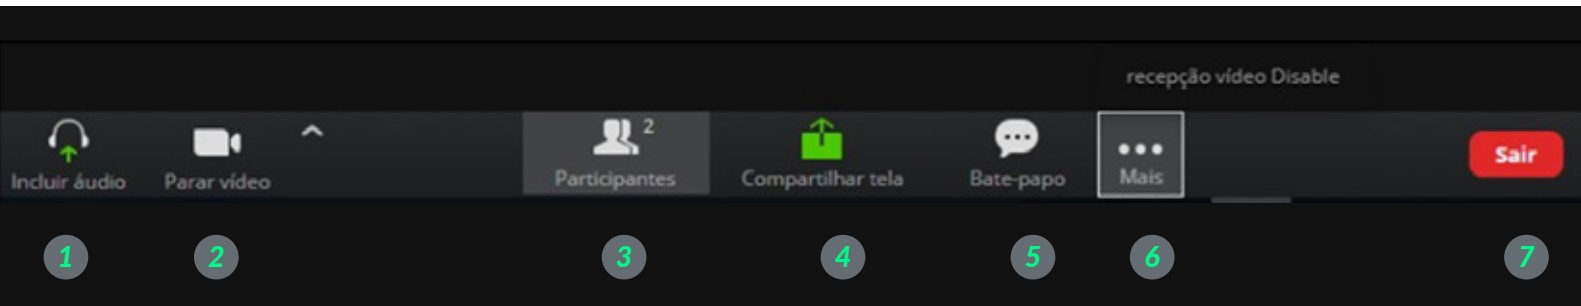 recepção vídeo Disable
2
Incluir áudio
Parar vídeo
Participantes
Compartilhar tela
Bate-papo
Mais
Sair
1
2
3
4
5
6
7